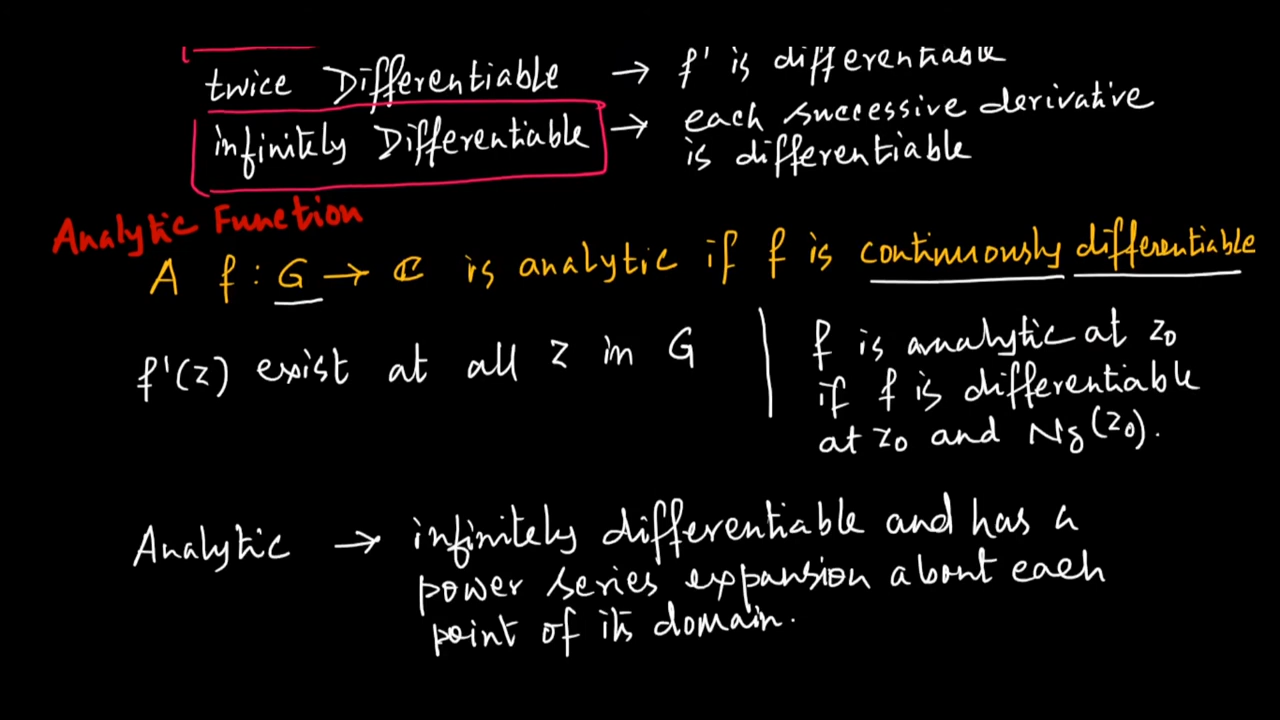 twice Differentiable → f' is differentiable
infinitely Differentiable → each successive derivative
is differentiable
Analytic Function
A f : G → ℂ is analytic if f is continuously differentiable
f'(z) exist at all z in G
f is analytic at z₀
if f is differentiable
at z₀ and Nδ(z₀).
Analytic → infinitely differentiable and has a
power series expansion about each
point of its domain.